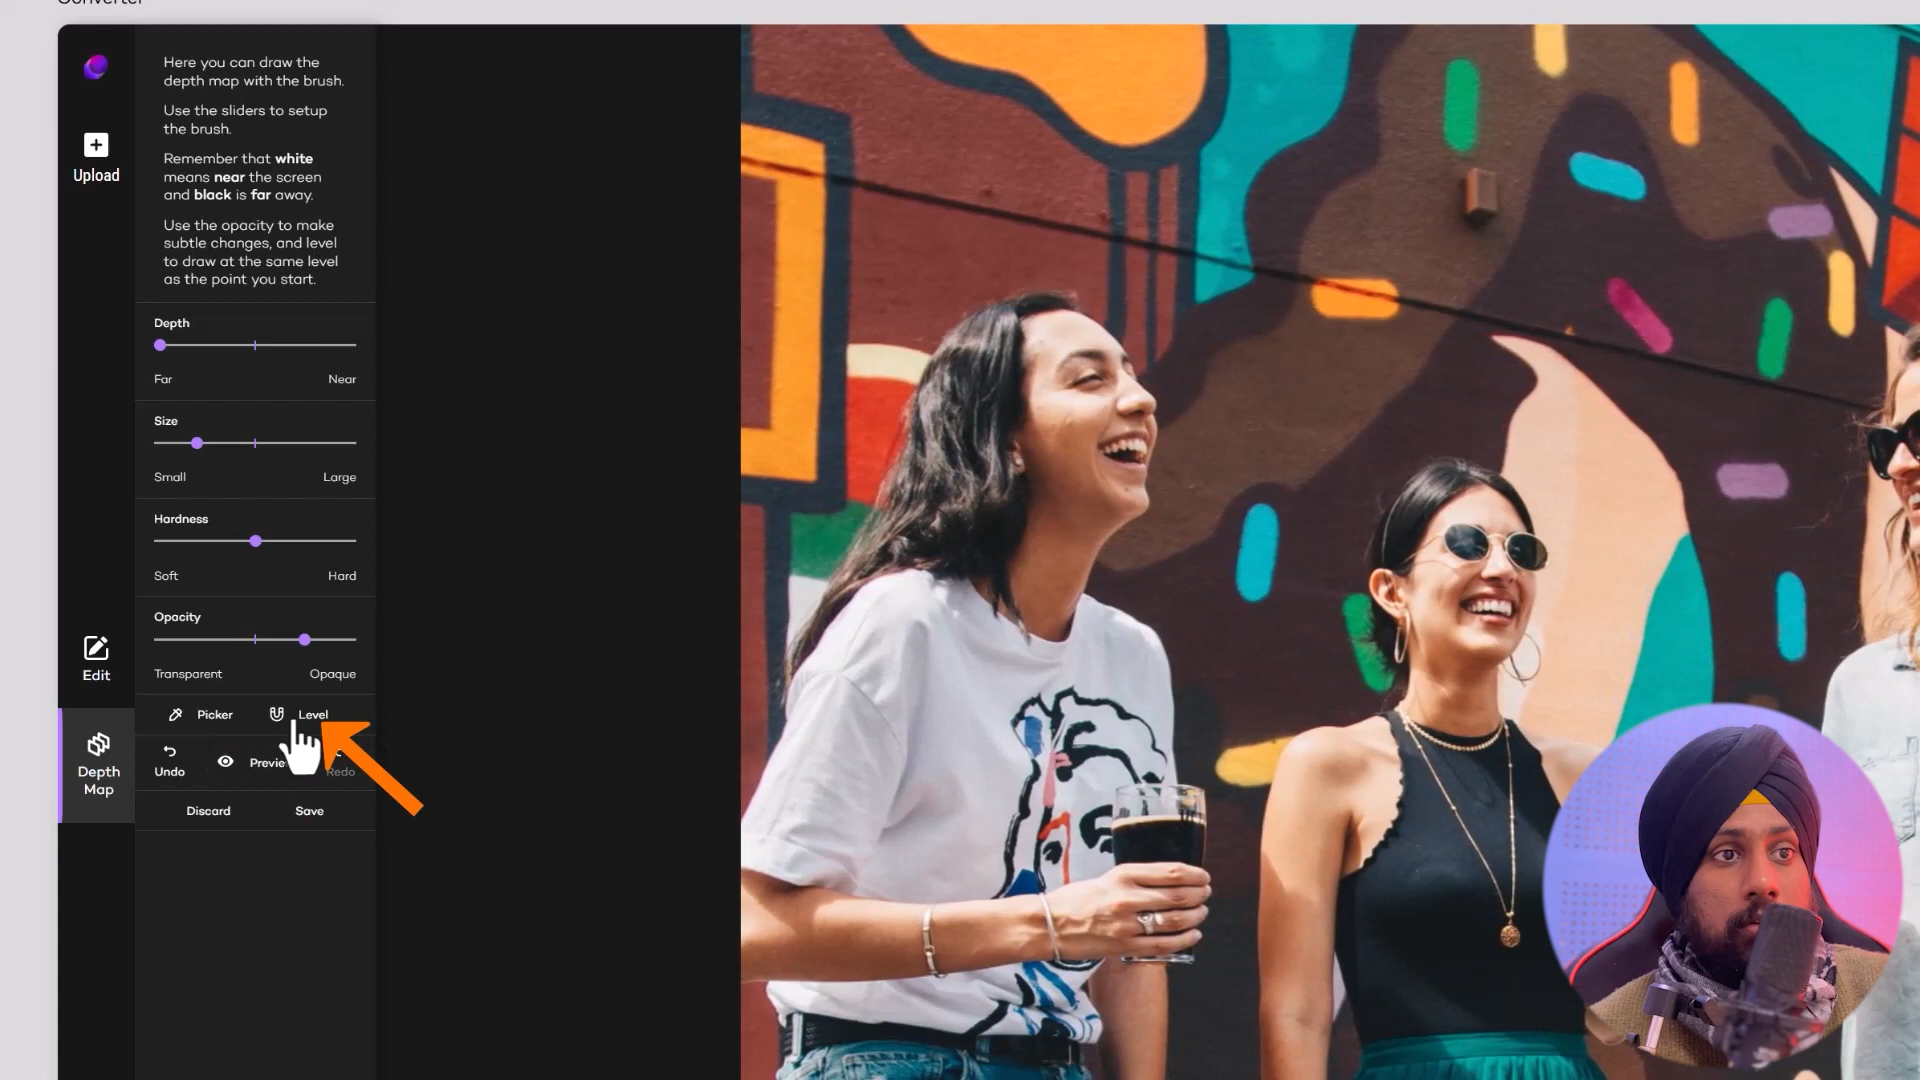 Converter
Here you can draw the
depth map with the brush.
Use the sliders to setup
the brush.
Remember that white
means near the screen
and black is far away.
Use the opacity to make
subtle changes, and level
to draw at the same level
as the point you start.
Upload
Depth
Far Near
Size
Small Large
Hardness
Soft Hard
Opacity
Transparent Opaque
Edit
Picker Level
Undo Previe Redo
Depth
Map
Discard Save